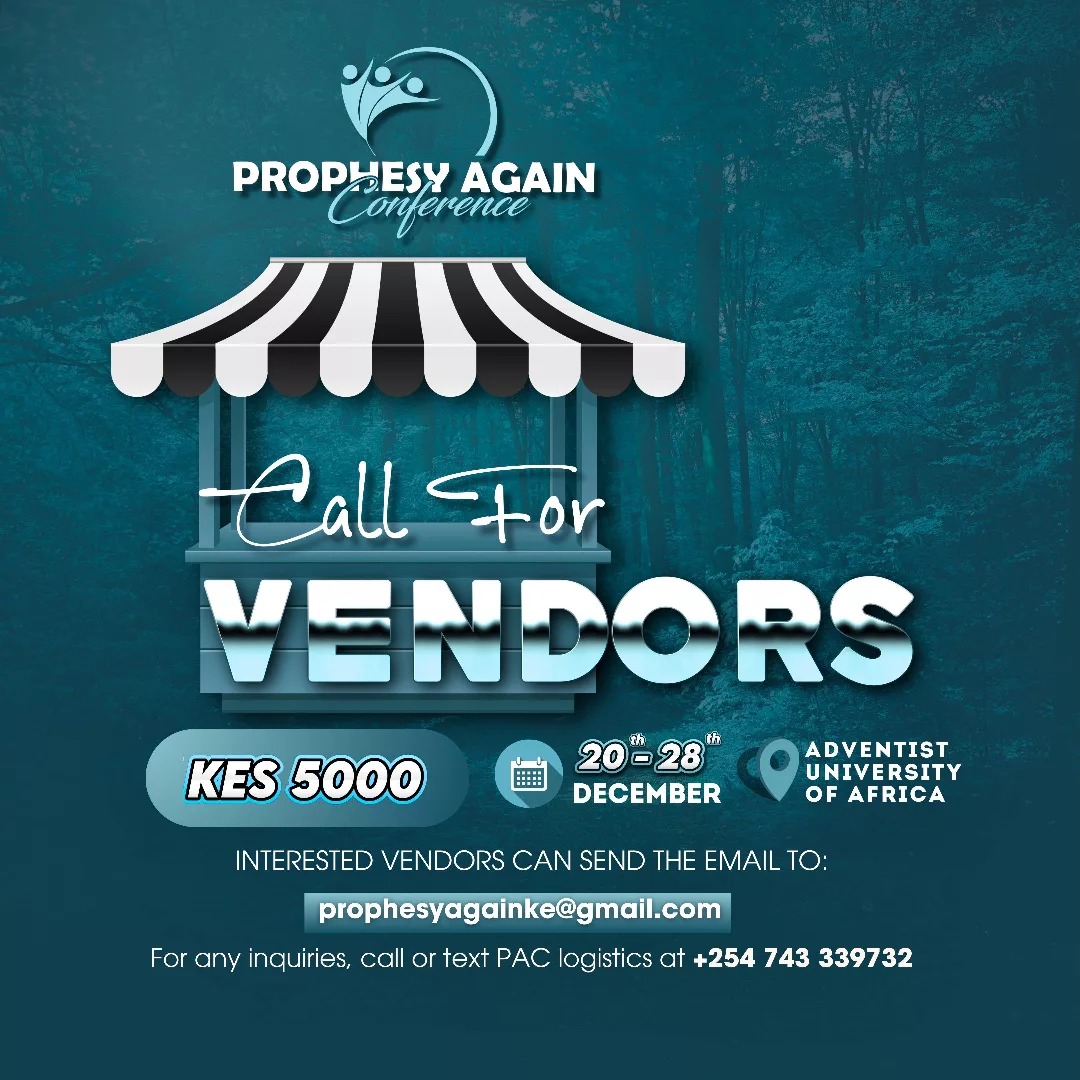 PROPHESY AGAIN
Conference
Call For
VENDORS
KES 5000
20th - 28th
DECEMBER
ADVENTIST
UNIVERSITY
OF AFRICA
INTERESTED VENDORS CAN SEND THE EMAIL TO:
prophesyagainke@gmail.com
For any inquiries, call or text PAC logistics at +254 743 339732